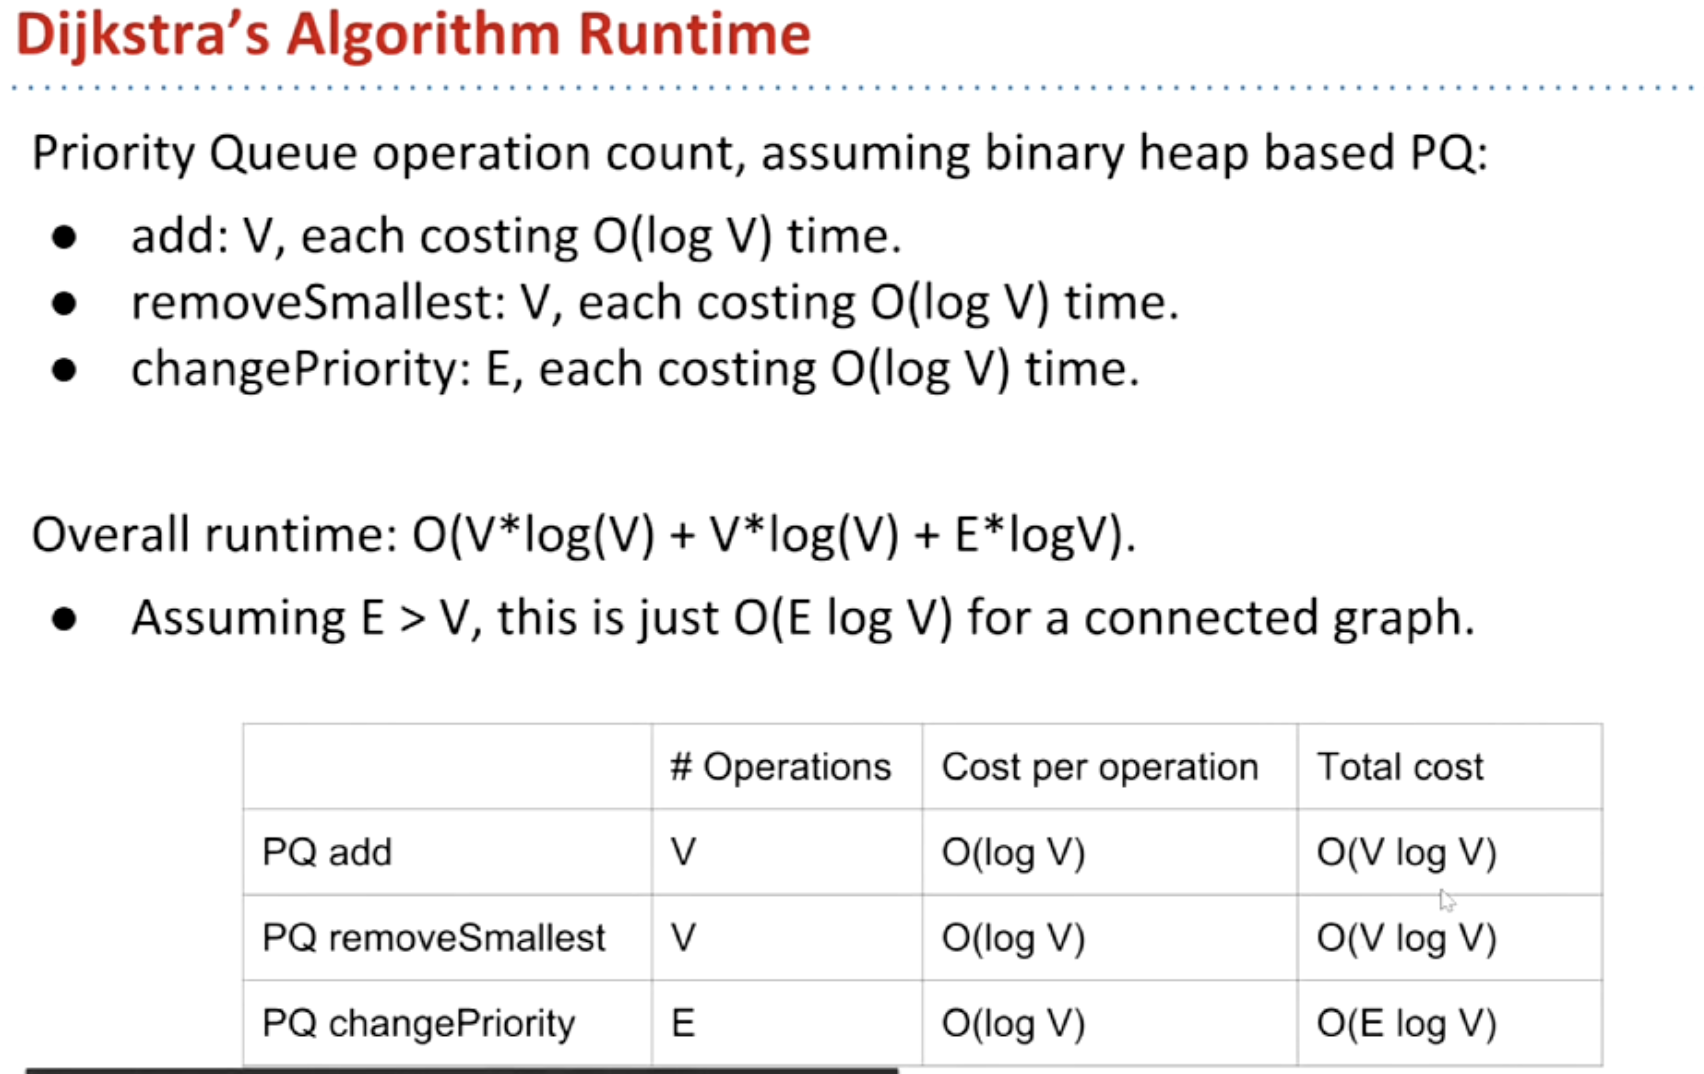 Dijkstra’s Algorithm Runtime
Priority Queue operation count, assuming binary heap based PQ:
● add: V, each costing O(log V) time.
● removeSmallest: V, each costing O(log V) time.
● changePriority: E, each costing O(log V) time.
Overall runtime: O(V*log(V) + V*log(V) + E*logV).
● Assuming E > V, this is just O(E log V) for a connected graph.
# Operations Cost per operation Total cost
PQ add V O(log V) O(V log V)
PQ removeSmallest V O(log V) O(V log V)
PQ changePriority E O(log V) O(E log V)